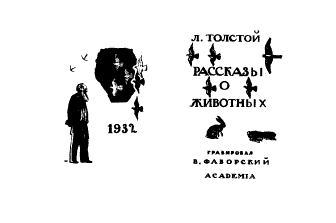 1932
Л. ТОЛСТОЙ
РАССКАЗЫ
О
ЖИВОТНЫХ
ГРАВИРОВАЛ
В. ФАВОРСКИЙ
ACADEMIA